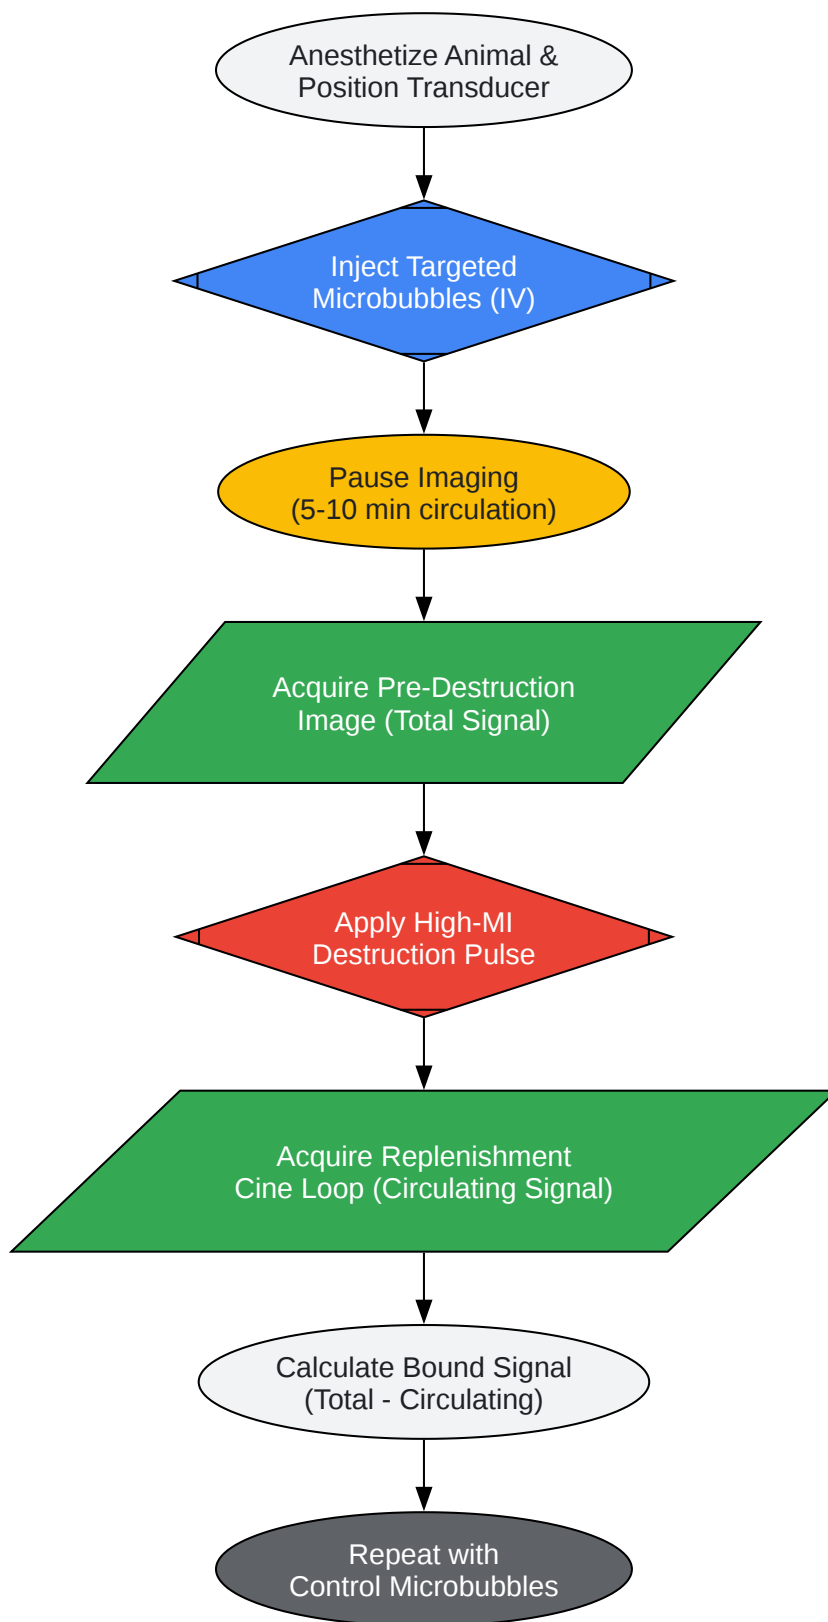 Anesthetize Animal &
Position Transducer
Inject Targeted
Microbubbles (IV)
Pause Imaging
(5-10 min circulation)
Acquire Pre-Destruction
Image (Total Signal)
Apply High-MI
Destruction Pulse
Acquire Replenishment
Cine Loop (Circulating Signal)
Calculate Bound Signal
(Total - Circulating)
Repeat with
Control Microbubbles